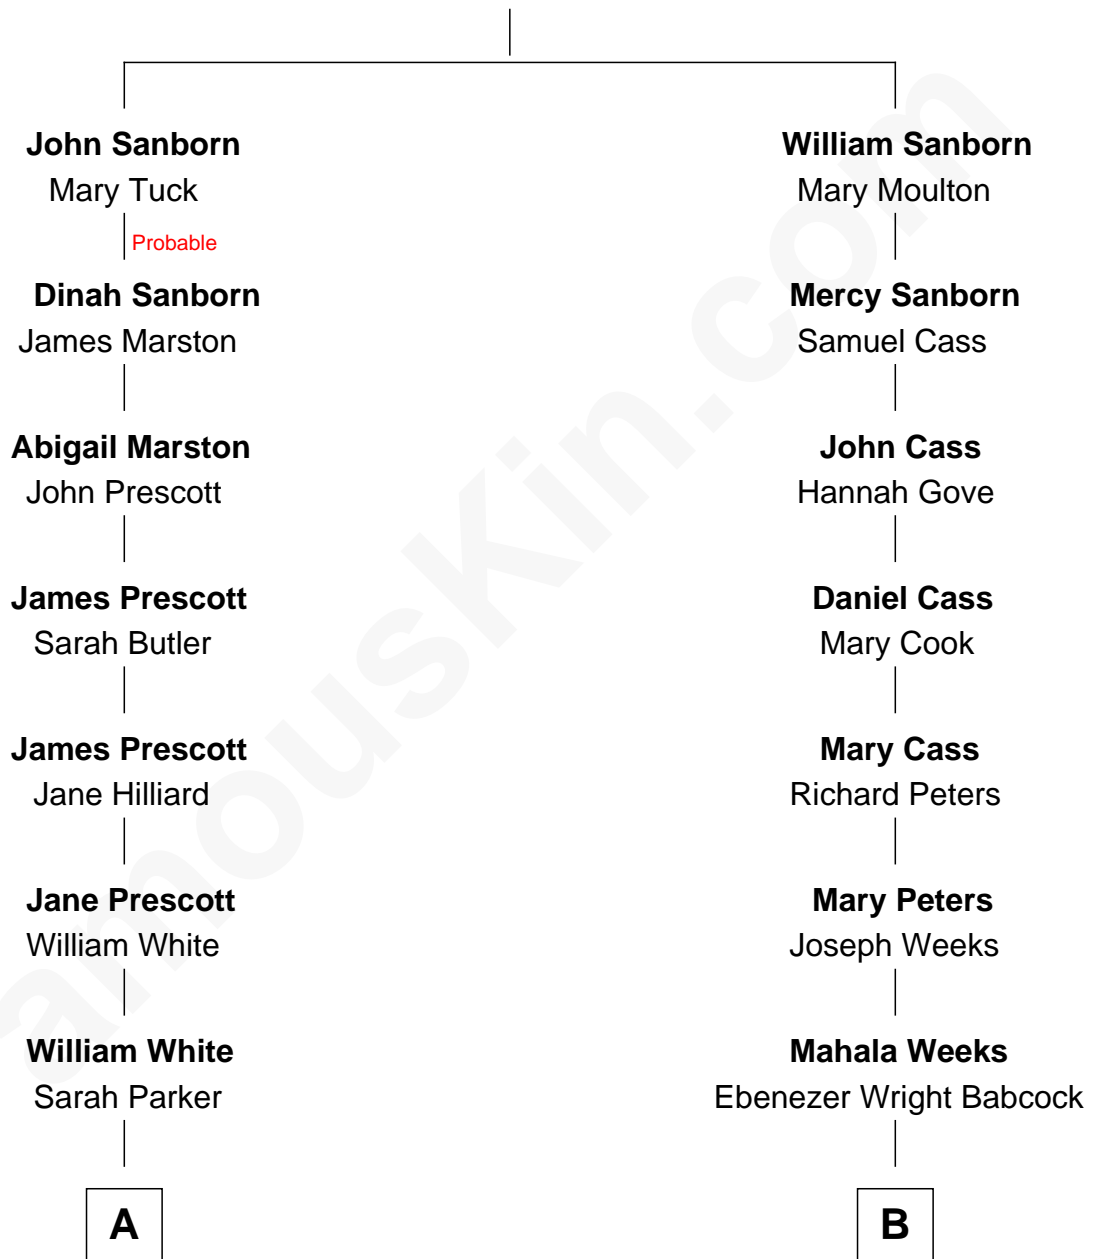 John Sanborn
Mary Tuck
Probable
Dinah Sanborn
James Marston
Abigail Marston
John Prescott
James Prescott
Sarah Butler
James Prescott
Jane Hilliard
Jane Prescott
William White
William White
Sarah Parker
A
William Sanborn
Mary Moulton
Mercy Sanborn
Samuel Cass
John Cass
Hannah Gove
Daniel Cass
Mary Cook
Mary Cass
Richard Peters
Mary Peters
Joseph Weeks
Mahala Weeks
Ebenezer Wright Babcock
B
amousKin.com